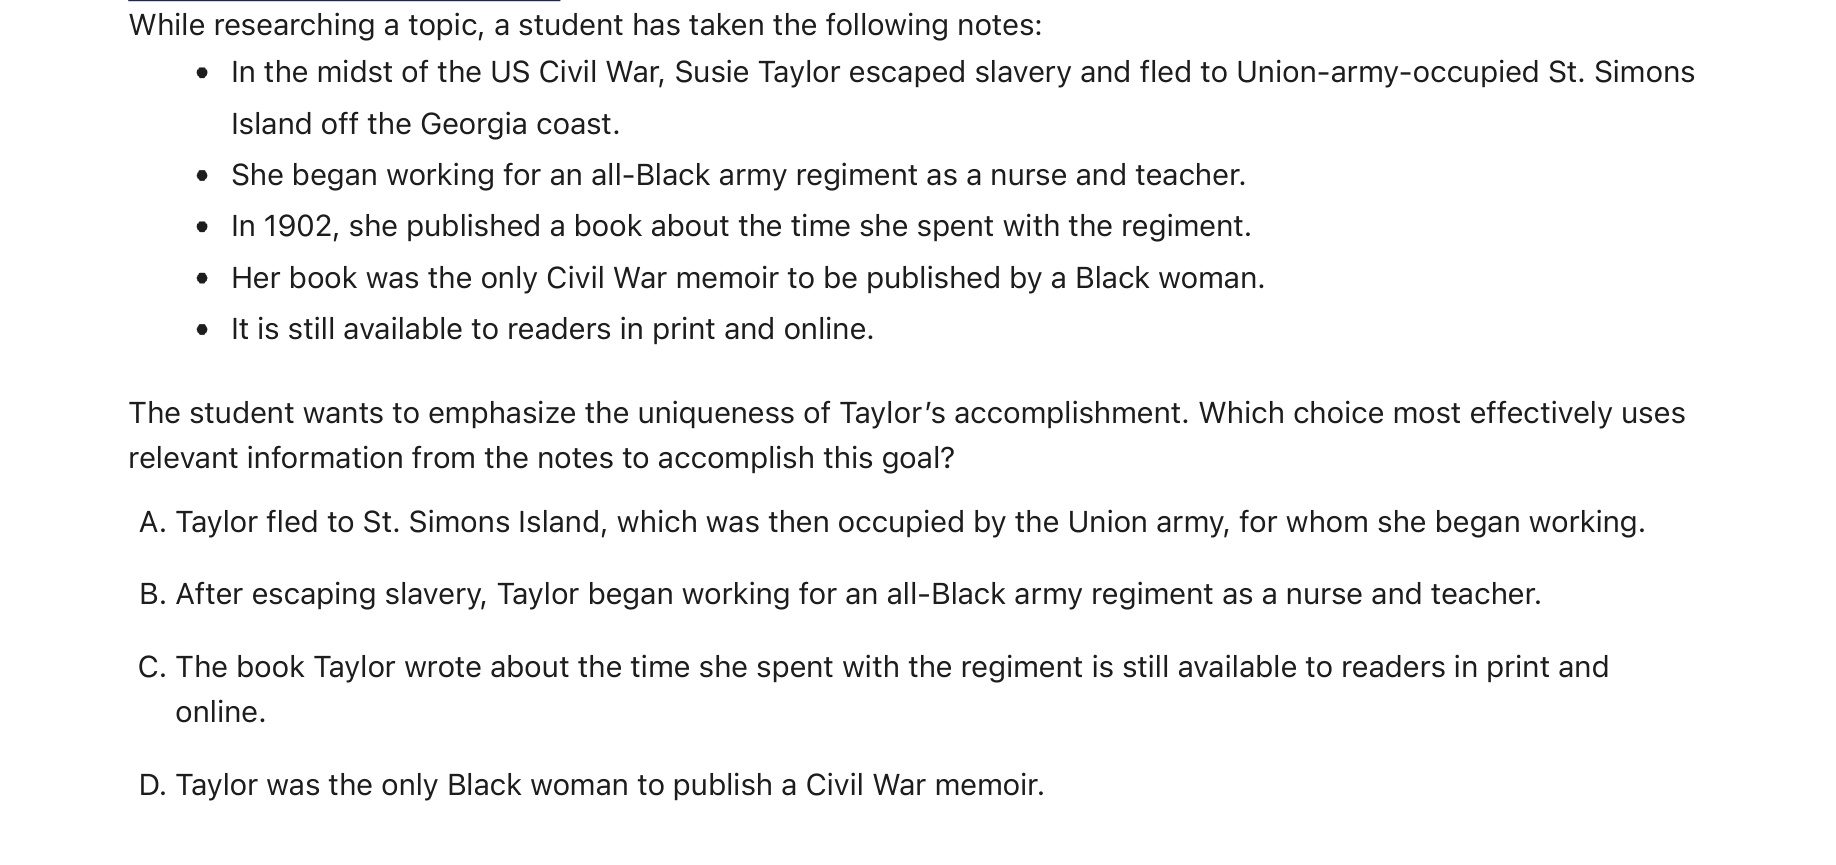 While researching a topic, a student has taken the following notes:
• In the midst of the US Civil War, Susie Taylor escaped slavery and fled to Union-army-occupied St. Simons
Island off the Georgia coast.
• She began working for an all-Black army regiment as a nurse and teacher.
• In 1902, she published a book about the time she spent with the regiment.
• Her book was the only Civil War memoir to be published by a Black woman.
• It is still available to readers in print and online.
The student wants to emphasize the uniqueness of Taylor’s accomplishment. Which choice most effectively uses
relevant information from the notes to accomplish this goal?
A. Taylor fled to St. Simons Island, which was then occupied by the Union army, for whom she began working.
B. After escaping slavery, Taylor began working for an all-Black army regiment as a nurse and teacher.
C. The book Taylor wrote about the time she spent with the regiment is still available to readers in print and
online.
D. Taylor was the only Black woman to publish a Civil War memoir.